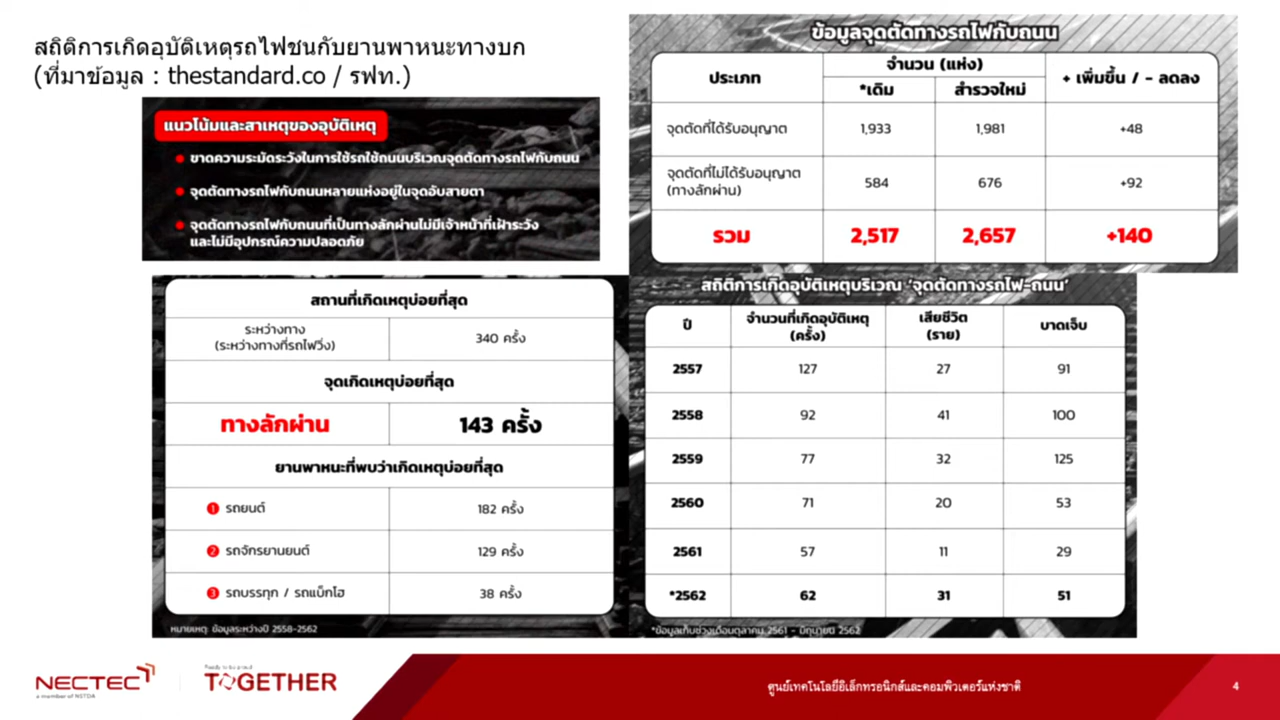 สถิติการเกิดอุบัติเหตุรถไฟชนกับยานพาหนะทางบก
(ที่มาข้อมูล : thestandard.co / รฟท.)
แนวโน้มและสาเหตุของอุบัติเหตุ
ขาดความระมัดระวังในการใช้รถใช้ถนนบริเวณจุดตัดทางรถไฟกับถนน
จุดตัดทางรถไฟกับถนนหลายแห่งอยู่ในจุดอับสายตา
จุดตัดทางรถไฟกับถนนที่เป็นทางลักผ่านไม่มีเจ้าหน้าที่เฝ้าระวัง
และไม่มีอุปกรณ์ความปลอดภัย
ข้อมูลจุดตัดทางรถไฟกับถนน
ประเภท จำนวน (แห่ง) + เพิ่มขึ้น / - ลดลง
*เดิม สำรวจใหม่
จุดตัดที่ได้รับอนุญาต 1,933 1,981 +48
จุดตัดที่ไม่ได้รับอนุญาต
(ทางลักผ่าน) 584 676 +92
รวม 2,517 2,657 +140
สถานที่เกิดเหตุบ่อยที่สุด
ระหว่างทาง
(ระหว่างทางที่รถไฟวิ่ง) 340 ครั้ง
จุดเกิดเหตุบ่อยที่สุด
ทางลักผ่าน 143 ครั้ง
ยานพาหนะที่พบว่าเกิดเหตุบ่อยที่สุด
1 รถยนต์ 182 ครั้ง
2 รถจักรยานยนต์ 129 ครั้ง
3 รถบรรทุก / รถแบ็กโฮ 38 ครั้ง
หมายเหตุ: ข้อมูลระหว่างปี 2558-2562
สถิติการเกิดอุบัติเหตุบริเวณ ‘จุดตัดทางรถไฟ-ถนน’
ปี จำนวนที่เกิดอุบัติเหตุ (ครั้ง) เสียชีวิต (ราย) บาดเจ็บ
2557 127 27 91
2558 92 41 100
2559 77 32 125
2560 71 20 53
2561 57 11 29
*2562 62 31 51
*ข้อมูลเก็บช่วงเดือนตุลาคม 2561 - มิถุนายน 2562
NECTEC
a member of NSTDA
TOGETHER
ศูนย์เทคโนโลยีอิเล็กทรอนิกส์และคอมพิวเตอร์แห่งชาติ
4